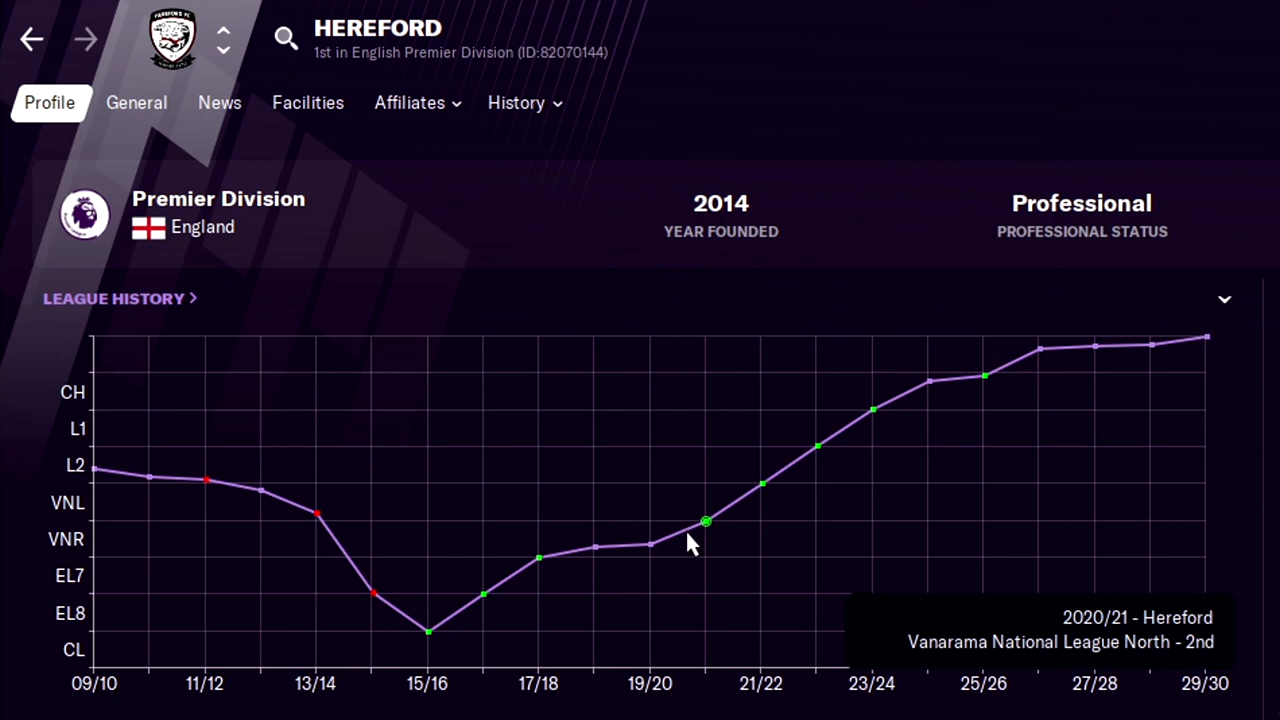 HEREFORD
1st in English Premier Division (ID:82070144)
Profile General News Facilities Affiliates History
Premier Division
England
2014
YEAR FOUNDED
Professional
PROFESSIONAL STATUS
LEAGUE HISTORY
CH
L1
L2
VNL
VNR
EL7
EL8
CL
2020/21 - Hereford
Vanarama National League North - 2nd
09/10 11/12 13/14 15/16 17/18 19/20 21/22 23/24 25/26 27/28 29/30